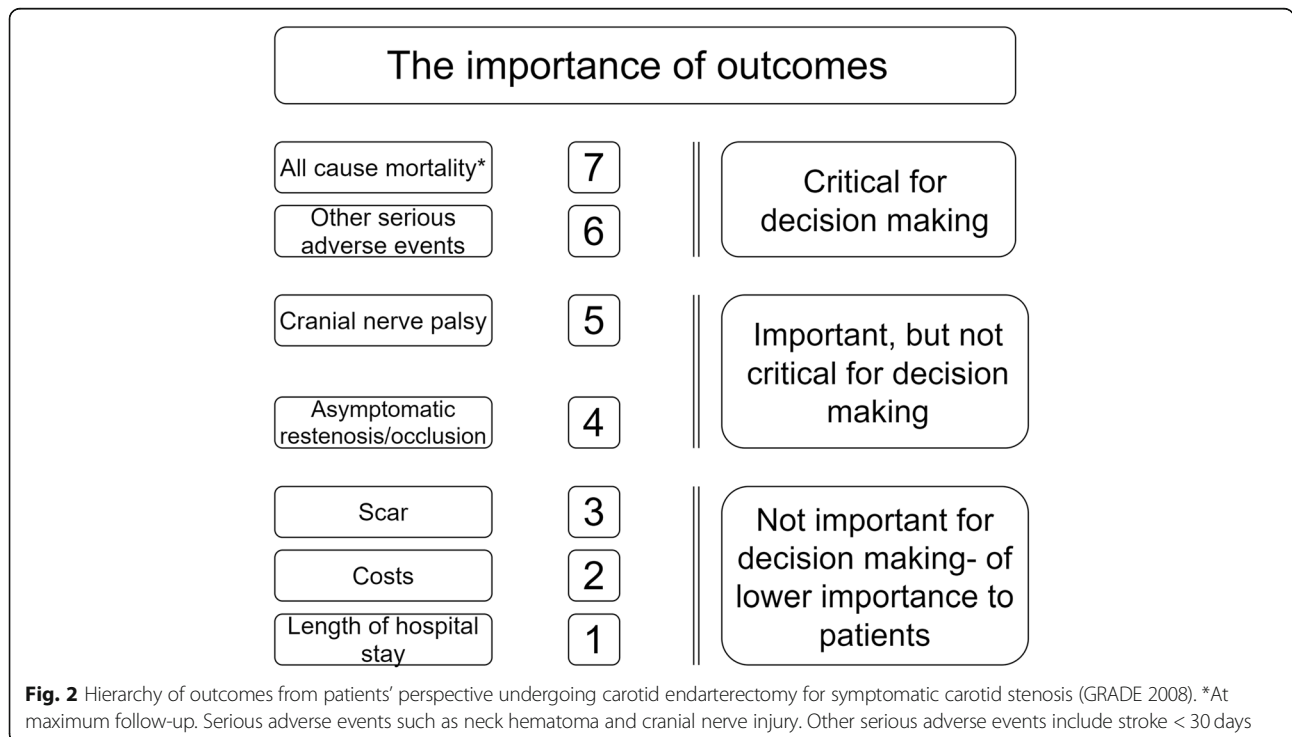 The importance of outcomes
All cause mortality*
7
Other serious
adverse events
6
Critical for
decision making
Cranial nerve palsy
5
Asymptomatic
restenosis/occlusion
4
Important, but not
critical for decision
making
Scar
3
Costs
2
Length of hospital
stay
1
Not important for
decision making- of
lower importance to
patients
Fig. 2 Hierarchy of outcomes from patients’ perspective undergoing carotid endarterectomy for symptomatic carotid stenosis (GRADE 2008). *At
maximum follow-up. Serious adverse events such as neck hematoma and cranial nerve injury. Other serious adverse events include stroke < 30 days